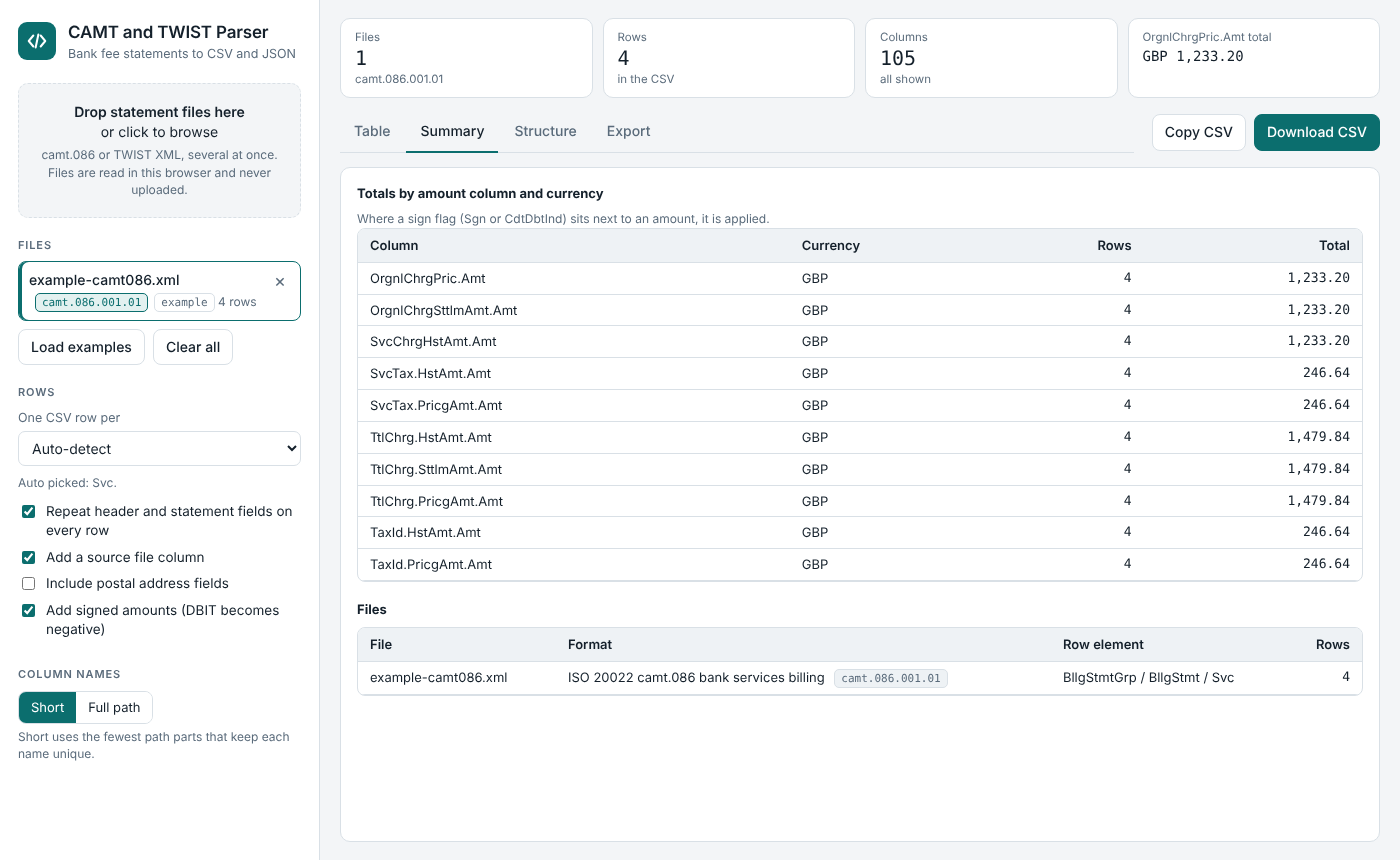 CAMT and TWIST Parser
Bank fee statements to CSV and JSON
Drop statement files here
or click to browse
camt.086 or TWIST XML, several at once.
Files are read in this browser and never
uploaded.
FILES
example-camt086.xml ×
camt.086.001.01 example 4 rows
Load examples Clear all
ROWS
One CSV row per
Auto-detect
Auto picked: Svc.
Repeat header and statement fields on
every row
Add a source file column
Include postal address fields
Add signed amounts (DBIT becomes
negative)
COLUMN NAMES
Short Full path
Short uses the fewest path parts that keep each
name unique.
Files
1
camt.086.001.01
Rows
4
in the CSV
Columns
105
all shown
OrgnlChrgPric.Amt total
GBP 1,233.20
Table Summary Structure Export
Copy CSV Download CSV
Totals by amount column and currency
Where a sign flag (Sgn or CdtDbtInd) sits next to an amount, it is applied.
Column Currency Rows Total
OrgnlChrgPric.Amt GBP 4 1,233.20
OrgnlChrgSttlmAmt.Amt GBP 4 1,233.20
SvcChrgHstAmt.Amt GBP 4 1,233.20
SvcTax.HstAmt.Amt GBP 4 246.64
SvcTax.PricgAmt.Amt GBP 4 246.64
TtlChrg.HstAmt.Amt GBP 4 1,479.84
TtlChrg.SttlmAmt.Amt GBP 4 1,479.84
TtlChrg.PricgAmt.Amt GBP 4 1,479.84
TaxId.HstAmt.Amt GBP 4 246.64
TaxId.PricgAmt.Amt GBP 4 246.64
Files
File Format Row element Rows
example-camt086.xml ISO 20022 camt.086 bank services billing camt.086.001.01 BllgStmtGrp / BllgStmt / Svc 4